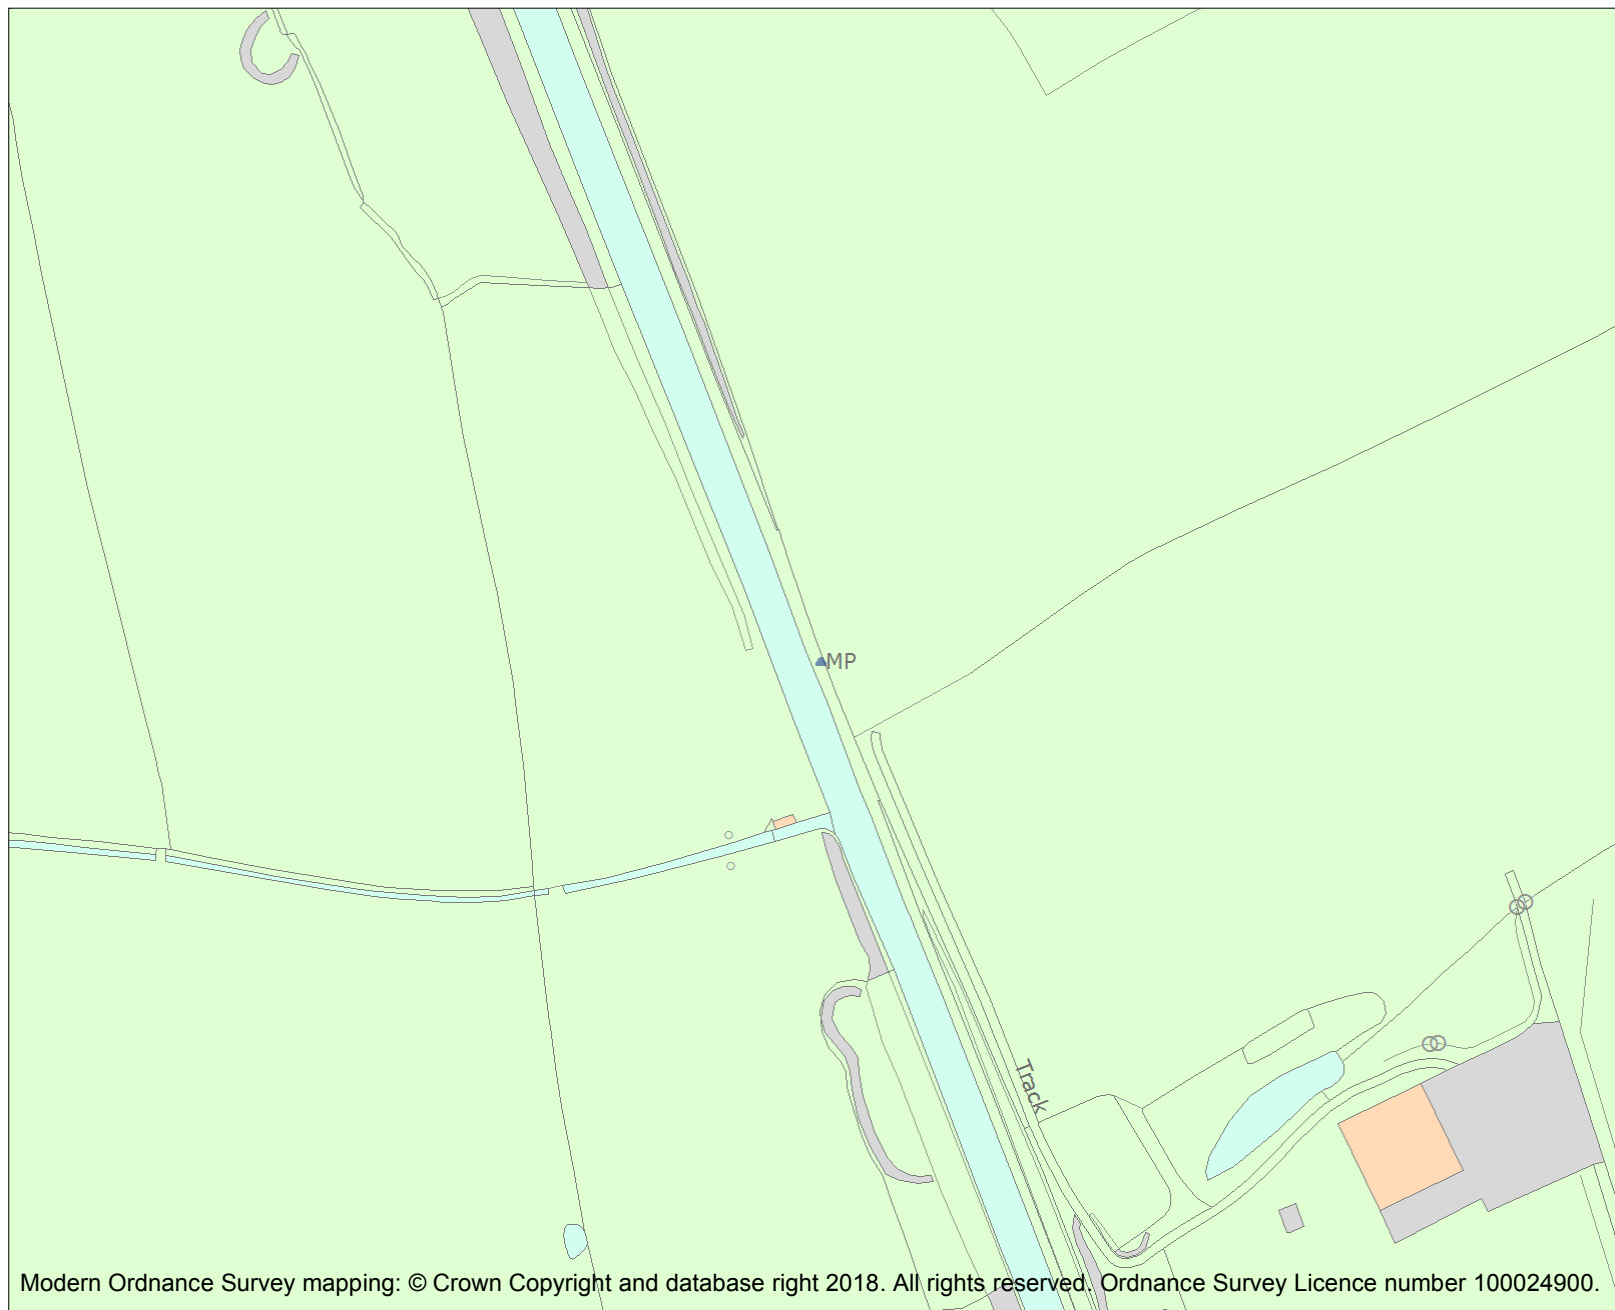 MP
Track
Modern Ordnance Survey mapping: © Crown Copyright and database right 2018. All rights reserved. Ordnance Survey Licence number 100024900.